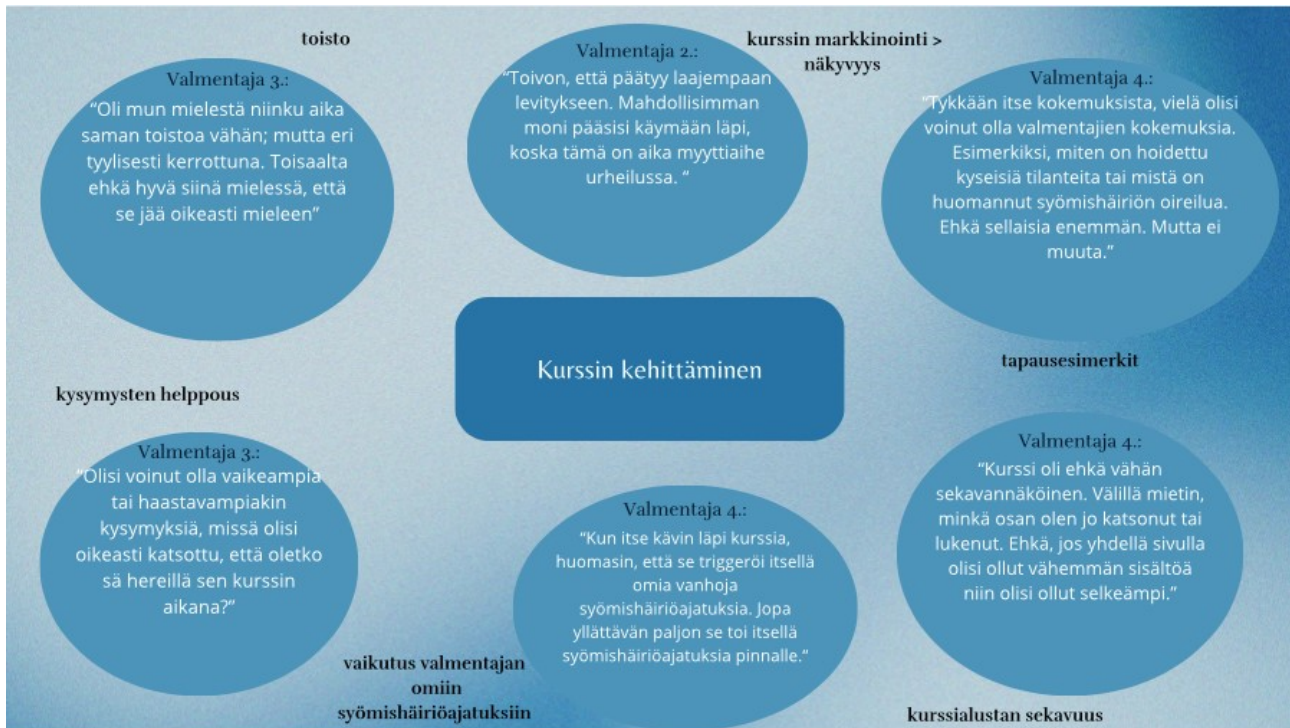 toisto
Valmentaja 3.:
“Oli mun mielestä niinku aika
saman toistoa vähän; mutta eri
tyylisesti kerrottuna. Toisaalta
ehkä hyvä siinä mielessä, että
se jää oikeasti mieleen”
kurssin markkinointi >
näkyvyys
Valmentaja 2.:
“Toivon, että päätyy laajempaan
levitykseen. Mahdollisimman
moni pääsisi käymään läpi,
koska tämä on aika myyttiaihe
urheilussa. “
Valmentaja 4.:
“Tykkään itse kokemuksista, vielä olisi
voinut olla valmentajien kokemuksia.
Esimerkiksi, miten on hoidettu
kyseisiä tilanteita tai mistä on
huomannut syömishäiriön oireilua.
Ehkä sellaisia enemmän. Mutta ei
muuta.”
tapausesimerkit
Kurssin kehittäminen
kysymysten helppous
Valmentaja 3.:
“Olisi voinut olla vaikeampia
tai haastavampiakin
kysymyksiä, missä olisi
oikeasti katsottu, että oletko
sä hereillä sen kurssin
aikana?”
Valmentaja 4.:
“Kun itse kävin läpi kurssia,
huomasin, että se triggeröi itsellä
omia vanhoja
syömishäiriöajatuksia. Jopa
yllättävän paljon se toi itsellä
syömishäiriöajatuksia pinnalle.”
vaikutus valmentajan
omiin
syömishäiriöajatuksiin
Valmentaja 4.:
“Kurssi oli ehkä vähän
sekavannäköinen. Välillä mietin,
minkä osan olen jo katsonut tai
lukenut. Ehkä, jos yhdellä sivulla
olisi ollut vähemmän sisältöä
niin olisi ollut selkeämpi.”
kurssialustan sekavuus